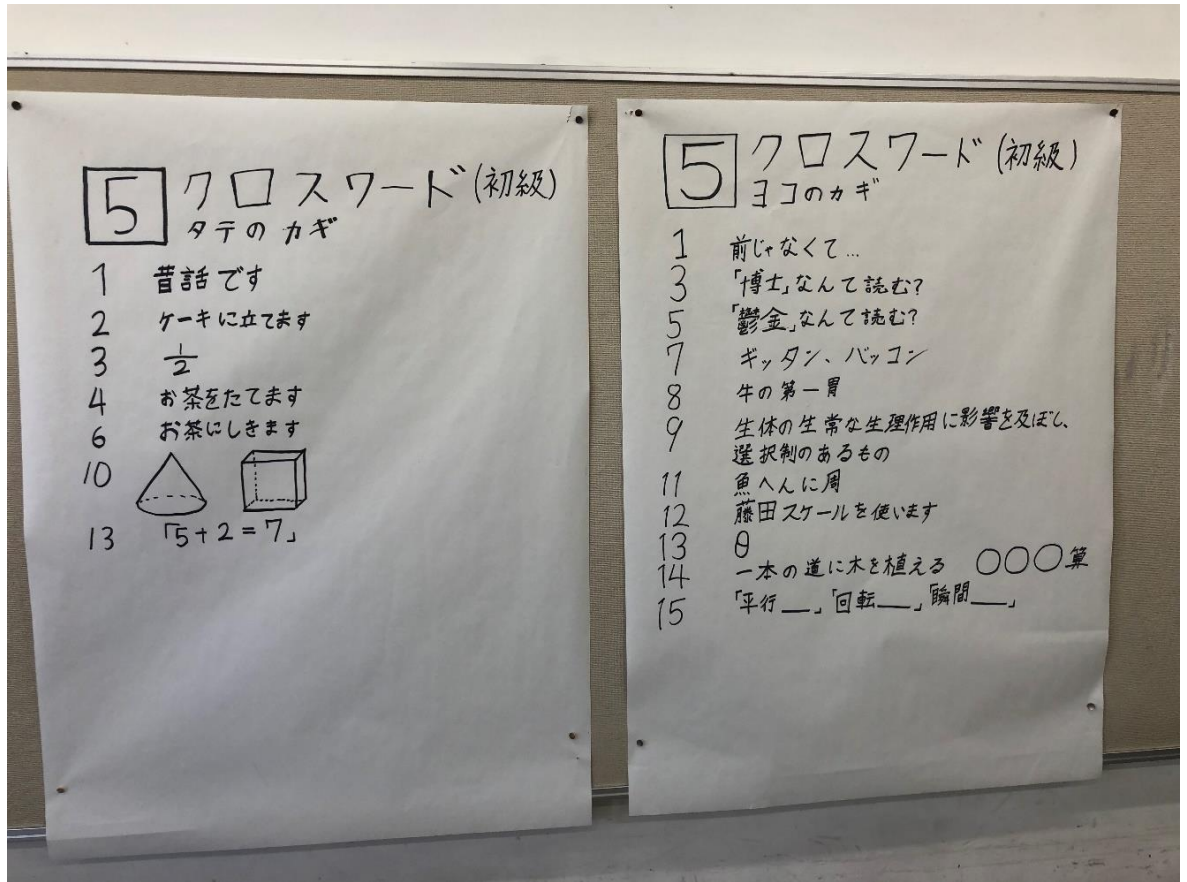 5 クロスワード(初級)
タテのカギ
1 昔話です
2 ケーキに立てます
3 1/2
4 お茶をたてます
6 お茶にしきます
10
13 「5+2=7」
5 クロスワード(初級)
ヨコのカギ
1 前じゃなくて…
3 「博士」なんて読む?
5 「鬱金」なんて読む?
7 ギッタン、バッコン
8 牛の第一胃
9 生体の生常な生理作用に影響を及ぼし、
選択制のあるもの
11 魚へんに周
12 藤田スケールを使います
13 θ
14 一本の道に木を植える ○○○算
15 「平行__」「回転__」「瞬間__」